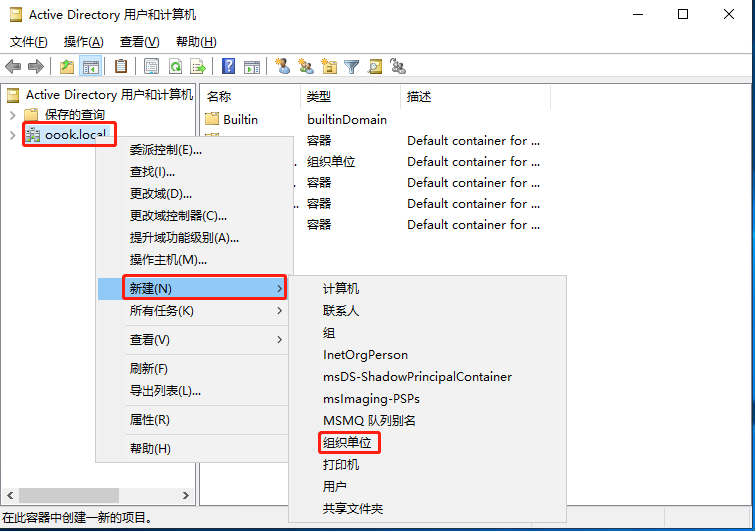 Active Directory 用户和计算机
文件(F) 操作(A) 查看(V) 帮助(H)
Active Directory 用户和计算机
保存的查询
oook.local
名称 类型 描述
Builtin builtinDomain
容器 Default container for ...
组织单位
容器 Default container for ...
容器 Default container for ...
容器 Default container for ...
委派控制(E)...
查找(I)...
更改域(D)...
更改域控制器(C)...
提升域功能级别(A)...
操作主机(M)...
新建(N)
所有任务(K)
查看(V)
刷新(F)
导出列表(L)...
属性(R)
帮助(H)
计算机
联系人
组
InetOrgPerson
msDS-ShadowPrincipalContainer
msImaging-PSPs
MSMQ 队列别名
组织单位
打印机
用户
共享文件夹
在此容器中创建一新的项目。